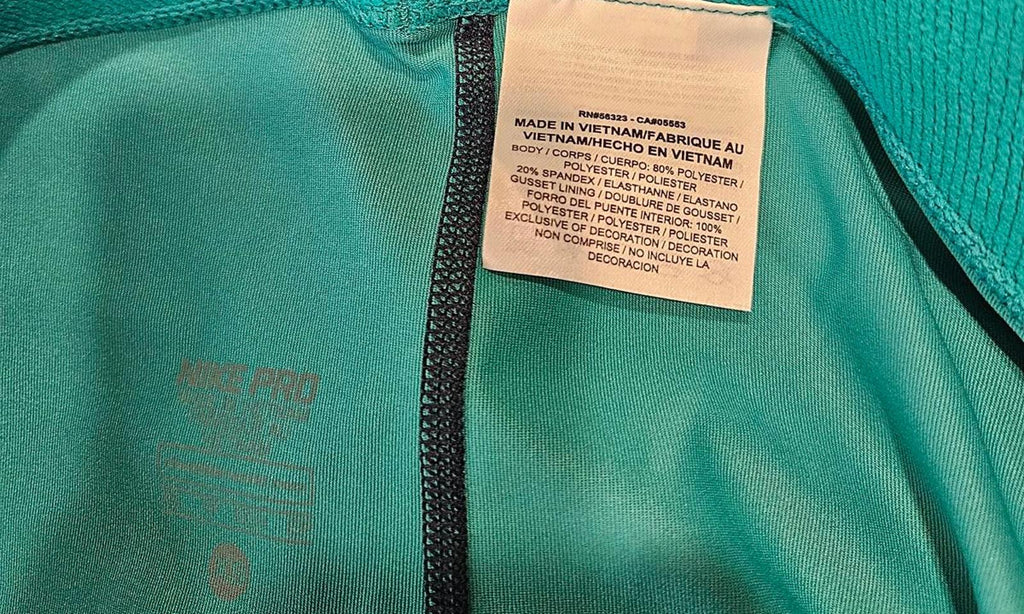 RN#56323 - CA#05553
MADE IN VIETNAM/FABRIQUE AU
VIETNAM/HECHO EN VIETNAM
BODY / CORPS / CUERPO: 80% POLYESTER /
POLYESTER / POLIESTER
20% SPANDEX / ELASTHANNE / ELASTANO
GUSSET LINING / DOUBLURE DE GOUSSET /
FORRO DEL PUENTE INTERIOR: 100%
POLYESTER / POLYESTER / POLIESTER
EXCLUSIVE OF DECORATION / DECORATION
NON COMPRISE / NO INCLUYE LA
DECORACION
NIKE PRO